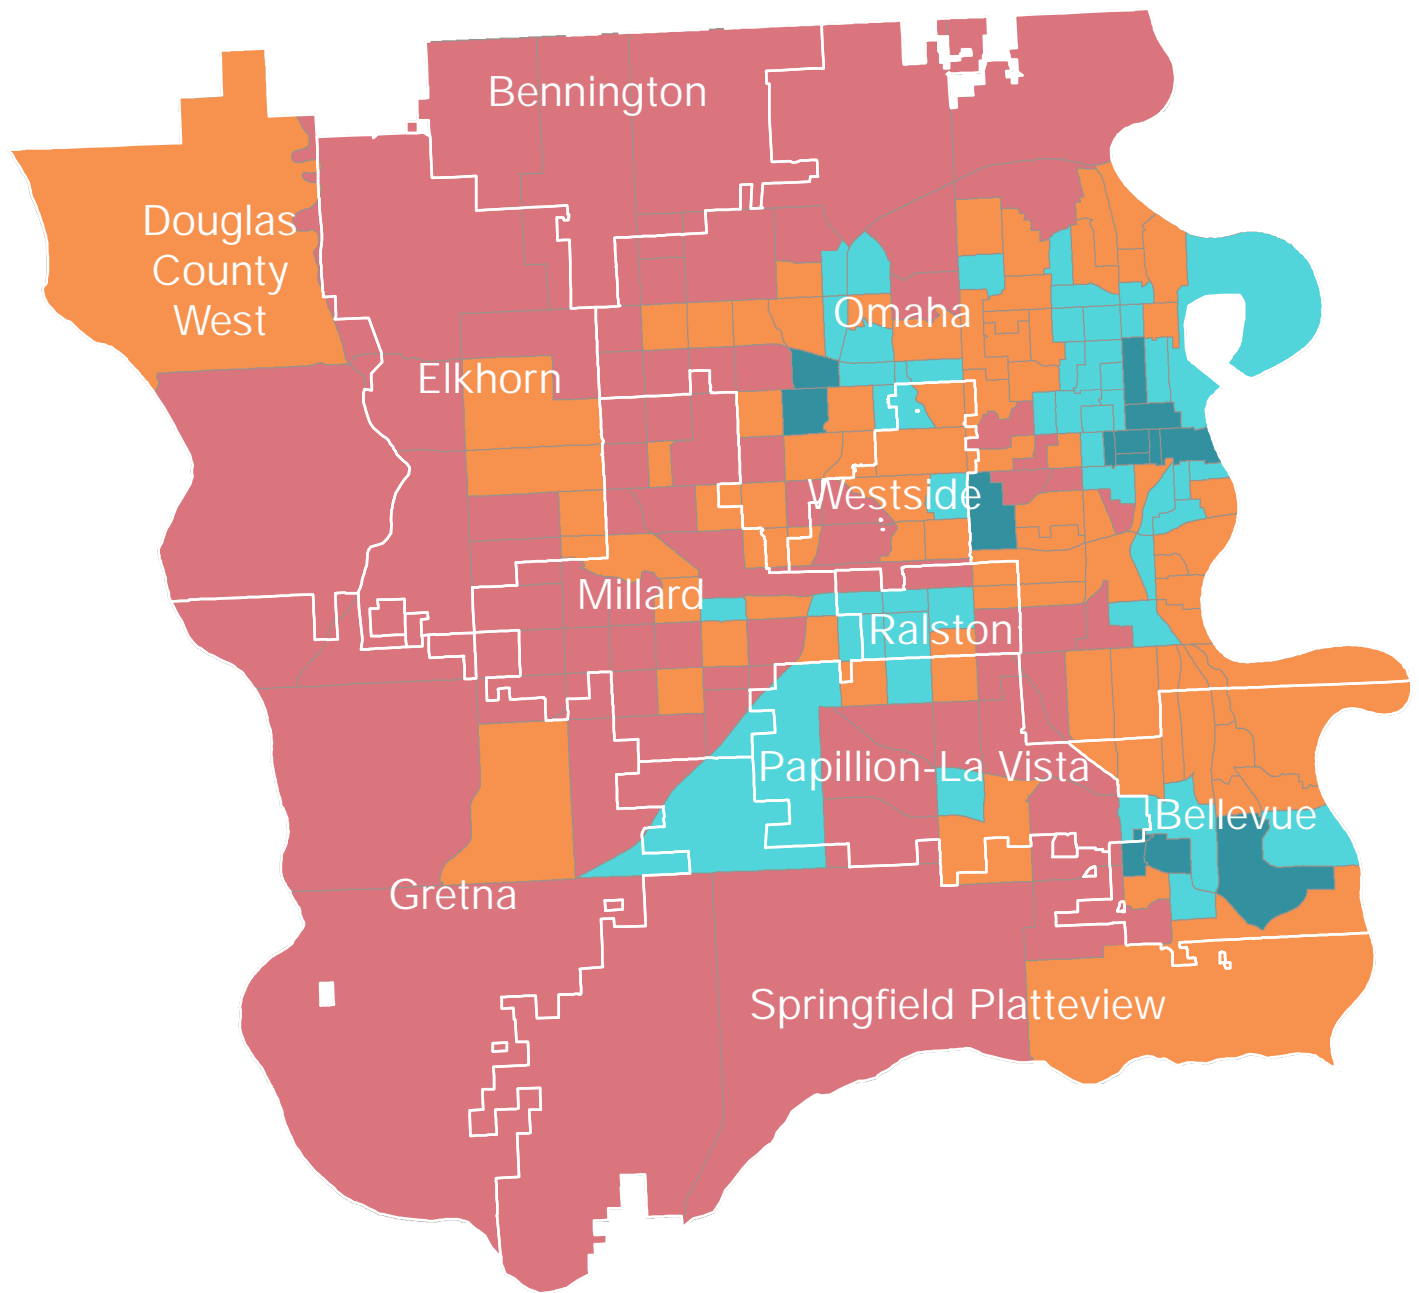 Bennington
Douglas
County
West
Omaha
Elkhorn
Westside
Millard
Ralston
Papillion-La Vista
Bellevue
Gretna
Springfield Platteview